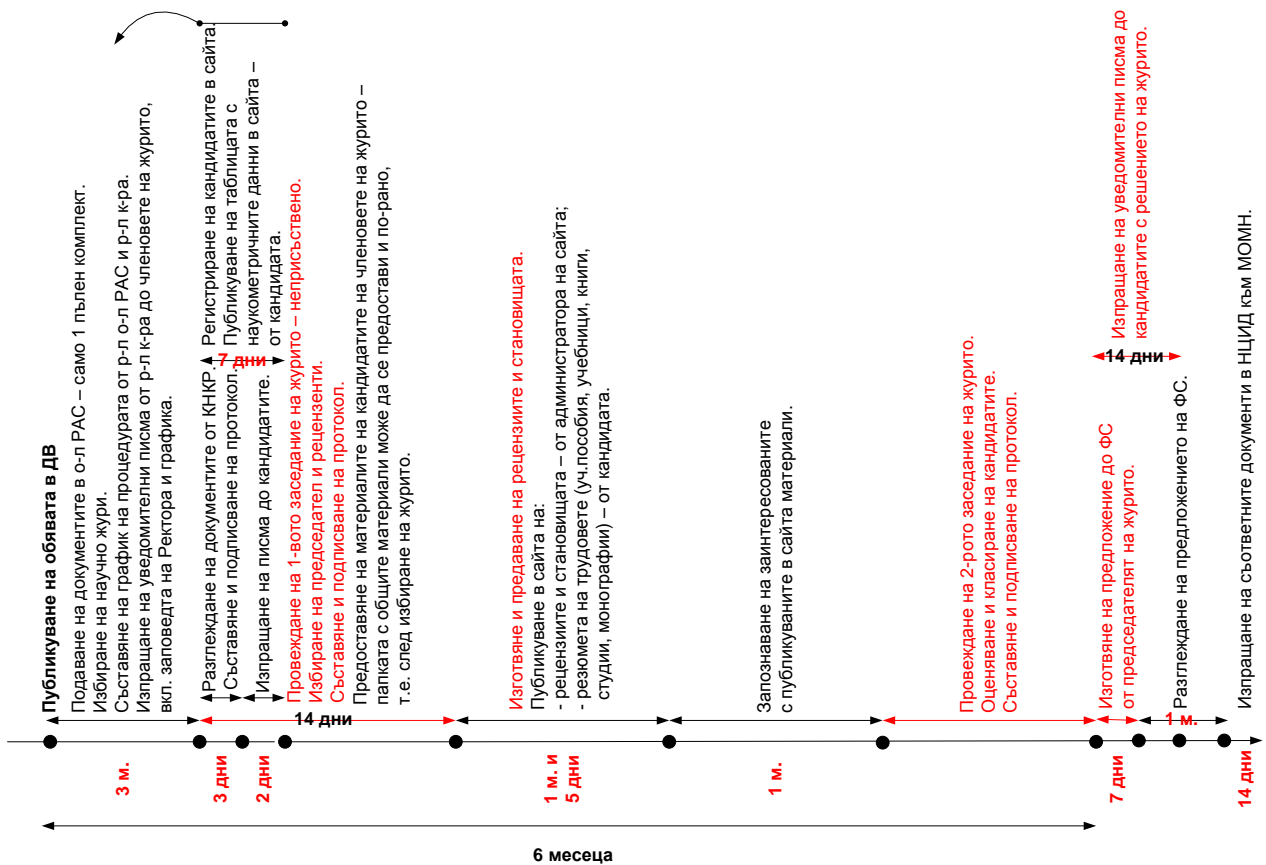 Публикуване на обявата в ДВ
Подаване на документите в о-л РАС – само 1 пълен комплект.
Избиране на научно жури.
Съставяне на график на процедурата от р-л о-л РАС и р-л к-ра.
Изпращане на уведомителни писма от р-л к-ра до членовете на журито,
вкл. заповедта на Ректора и графика.
3 м.
Разглеждане на документите от КНКР.
Съставяне и подписване на протокол.
3 дни
Изпращане на писма до кандидатите.
2 дни
7 дни
Регистриране на кандидатите в сайта.
Публикуване на таблицата с
наукометричните данни в сайта –
от кандидата.
Провеждане на 1-вото заседание на журито – неприсъствено.
Избиране на председател и рецензенти.
Съставяне и подписване на протокол.
Предоставяне на материалите на кандидатите на членовете на журито –
папката с общите материали може да се предостави и по-рано,
т.е. след избиране на журито.
14 дни
Изготвяне и предаване на рецензиите и становищата.
Публикуване в сайта на:
- рецензиите и становищата – от администратора на сайта;
- резюмета на трудовете (уч.пособия, учебници, книги,
студии, монографии) – от кандидата.
1 м. и
5 дни
Запознаване на заинтересованите
с публикуваните в сайта материали.
1 м.
Провеждане на 2-рото заседание на журито.
Оценяване и класиране на кандидатите.
Съставяне и подписване на протокол.
Изготвяне на предложение до ФС
от председателят на журито.
7 дни
Изпращане на уведомителни писма до
кандидатите с решението на журито.
14 дни
Разглеждане на предложението на ФС.
1 м.
Изпращане на съответните документи в НЦИД към МОМН.
14 дни
6 месеца